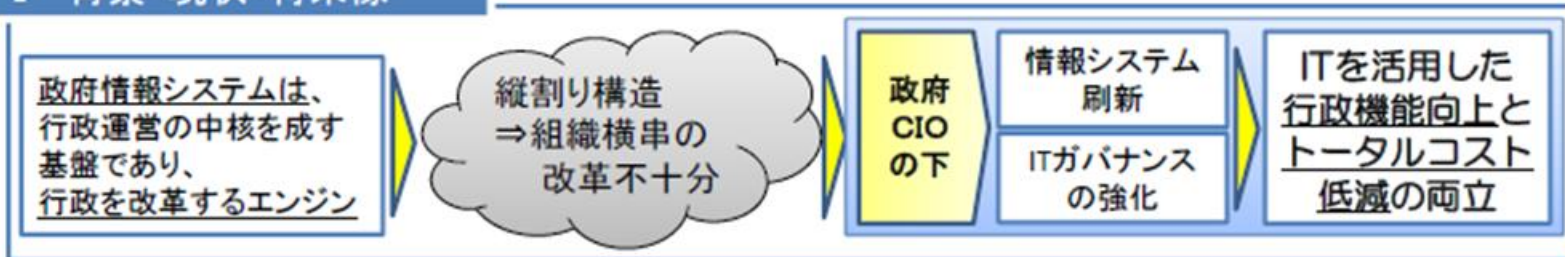 政府情報システムは、
行政運営の中核を成す
基盤であり、
行政を改革するエンジン
縦割り構造
⇒組織横串の
改革不十分
政府
CIO
の下
情報システム
刷新
ITガバナンス
の強化
ITを活用した
行政機能向上と
トータルコスト
低減の両立